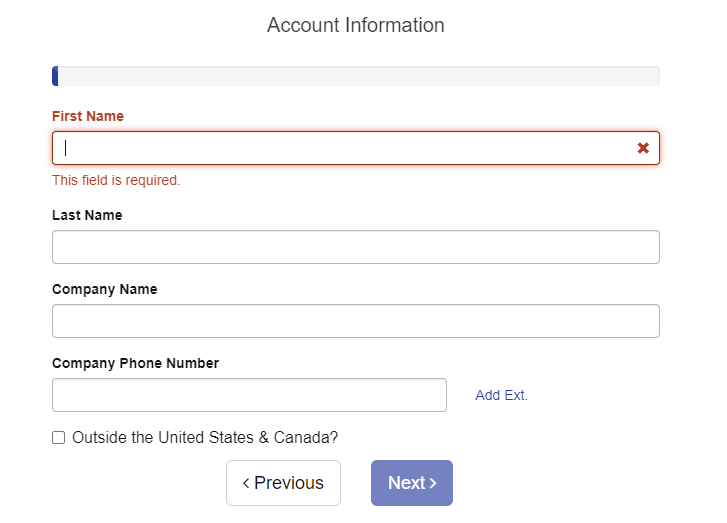 Account Information
First Name
This field is required.
Last Name
Company Name
Company Phone Number
Add Ext.
Outside the United States & Canada?
Previous
Next